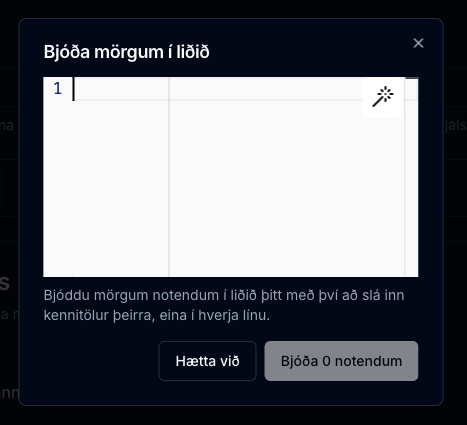 Bjóða mörgum í liðið
1
Bjóddu mörgum notendum í liðið þitt með því að slá inn
kennitölur þeirra, eina í hverja línu.
Hætta við
Bjóða 0 notendum